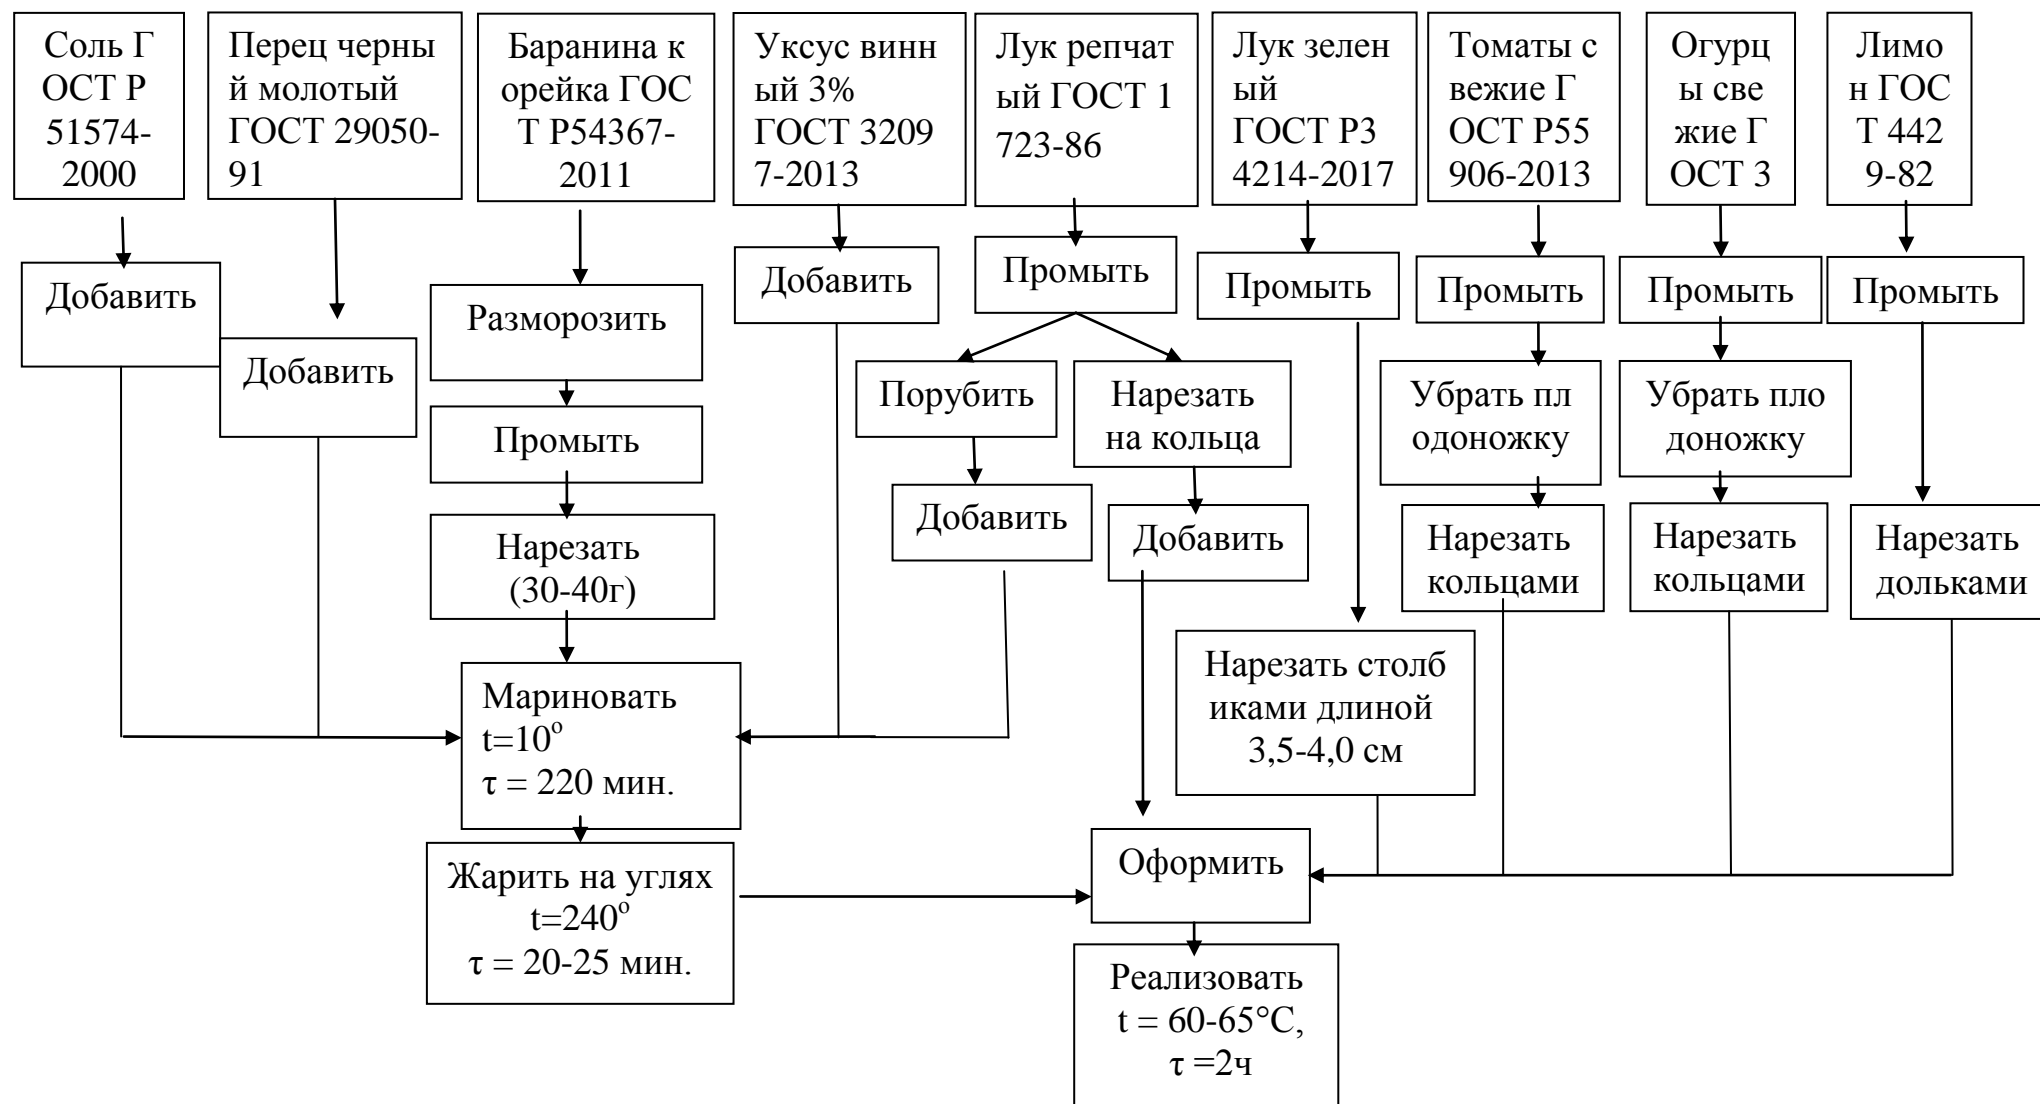 Соль Г
ОСТ Р
51574-
2000
Перец черны
й молотый
ГОСТ 29050-
91
Баранина к
орейка ГОС
Т Р54367-
2011
Уксус винн
ый 3%
ГОСТ 3209
7-2013
Лук репчат
ый ГОСТ 1
723-86
Лук зелен
ый
ГОСТ Р3
4214-2017
Томаты с
вежие Г
ОСТ Р55
906-2013
Огурц
ы све
жие Г
ОСТ 3
Лимо
н ГОС
Т 442
9-82
Добавить
Добавить
Разморозить
Добавить
Промыть
Промыть
Промыть
Промыть
Промыть
Промыть
Порубить
Нарезать
на кольца
Убрать пл
одоножку
Убрать пло
доножку
Нарезать
(30-40г)
Добавить
Добавить
Нарезать
кольцами
Нарезать
кольцами
Нарезать
дольками
Мариновать
t=10°
τ = 220 мин.
Нарезать столб
иками длиной
3,5-4,0 см
Жарить на углях
t=240°
τ = 20-25 мин.
Оформить
Реализовать
t = 60-65°С,
τ =2ч